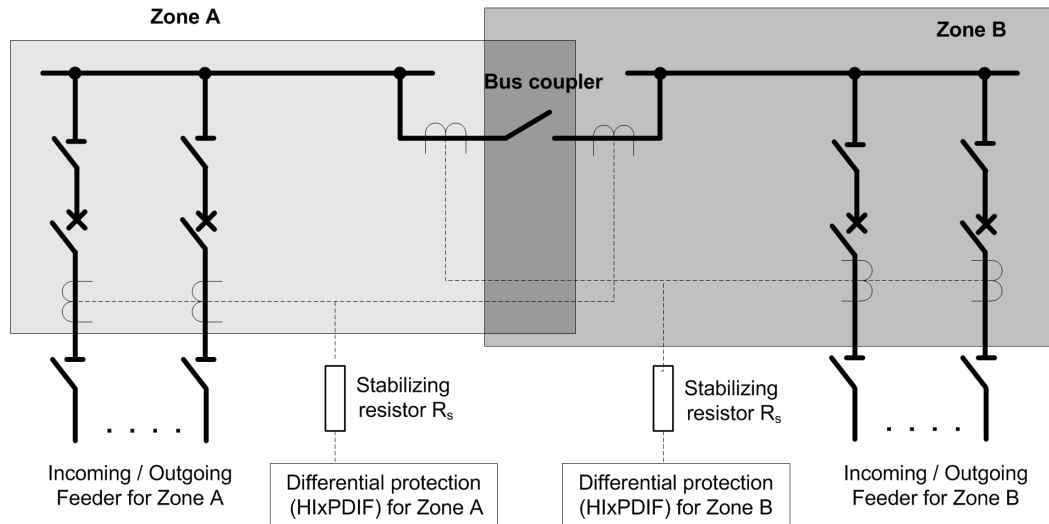 Zone A
Zone B
Bus coupler
Stabilizing
resistor Rs
Stabilizing
resistor Rs
. . . .
. . . .
Incoming / Outgoing
Feeder for Zone A
Differential protection
(HIxPDIF) for Zone A
Differential protection
(HIxPDIF) for Zone B
Incoming / Outgoing
Feeder for Zone B